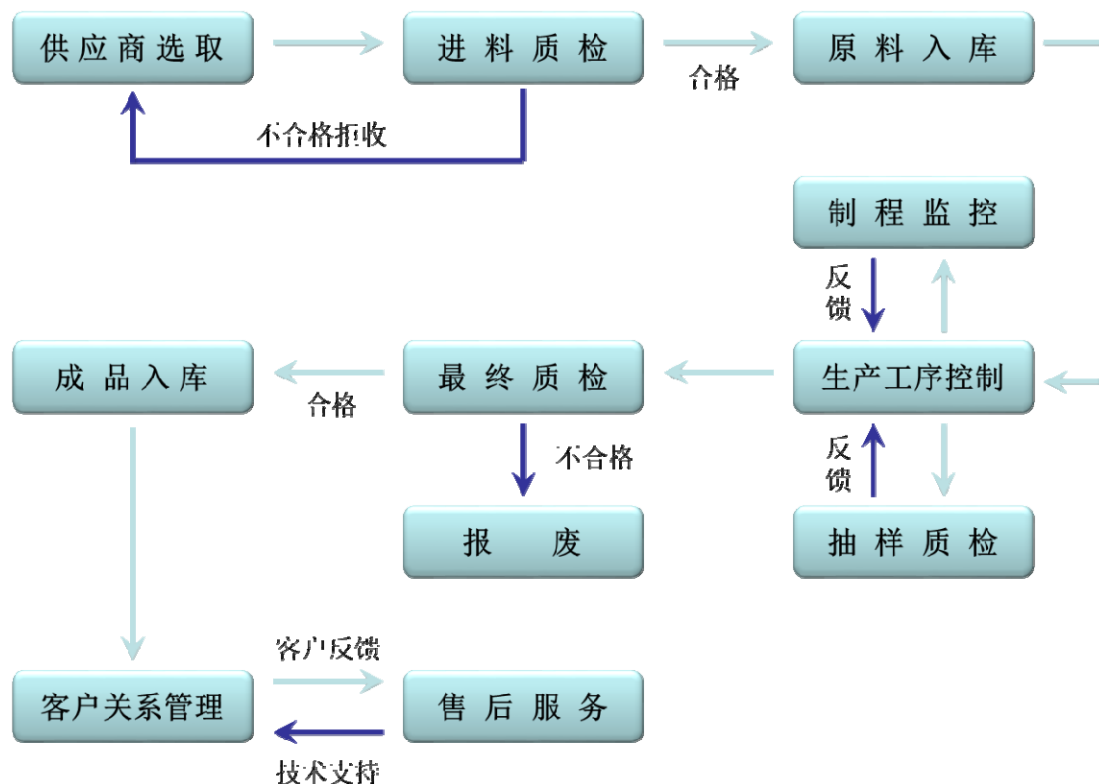 供应商选取
进料质检
原料入库
合格
不合格拒收
制程监控
反馈
成品入库
最终质检
生产工序控制
合格
不合格
反馈
报废
抽样质检
客户反馈
客户关系管理
售后服务
技术支持